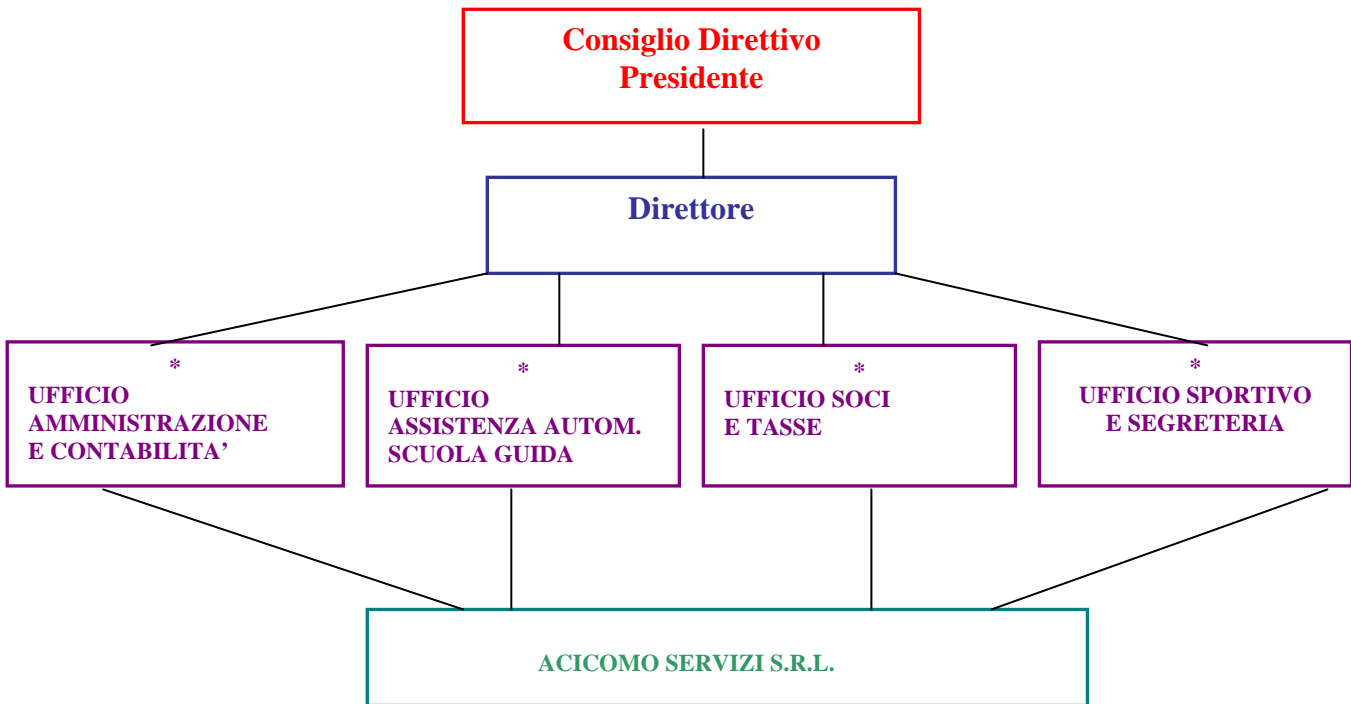 Consiglio Direttivo
Presidente
Direttore
*
UFFICIO
AMMINISTRAZIONE
E CONTABILITA’
*
UFFICIO
ASSISTENZA AUTOM.
SCUOLA GUIDA
*
UFFICIO SOCI
E TASSE
*
UFFICIO SPORTIVO
E SEGRETERIA
ACICOMO SERVIZI S.R.L.